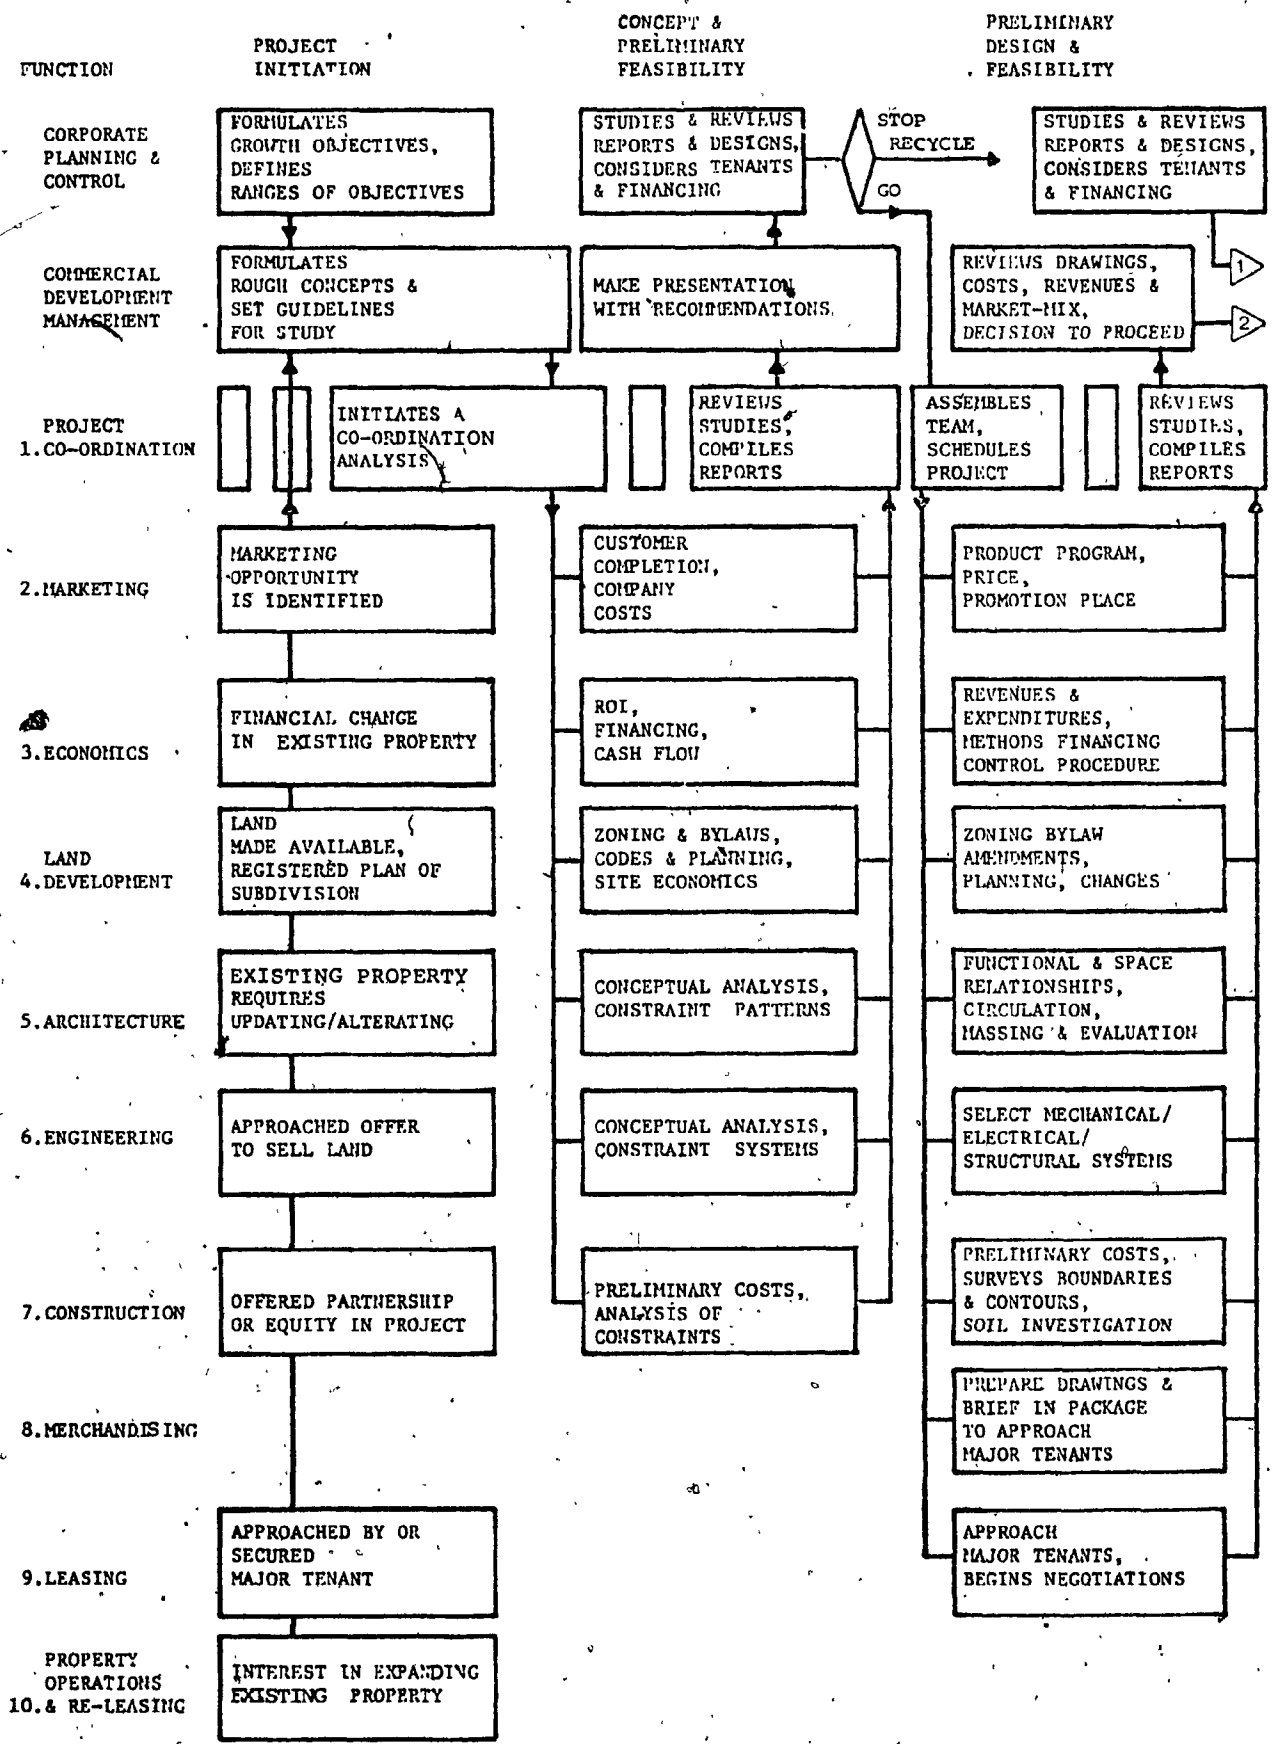 FUNCTION
PROJECT
INITIATION
CONCEPT &
PRELIMINARY
FEASIBILITY
PRELIMINARY
DESIGN &
FEASIBILITY
CORPORATE
PLANNING &
CONTROL
FORMULATES
GROWTH OBJECTIVES,
DEFINES
RANGES OF OBJECTIVES
STUDIES & REVIEWS
REPORTS & DESIGNS,
CONSIDERS TENANTS
& FINANCING
STOP
RECYCLE
GO
STUDIES & REVIEWS
REPORTS & DESIGNS,
CONSIDERS TENANTS
& FINANCING
COMMERCIAL
DEVELOPMENT
MANAGEMENT
FORMULATES
ROUGH CONCEPTS &
SET GUIDELINES
FOR STUDY
MAKE PRESENTATION
WITH RECOMMENDATIONS
REVIEWS DRAWINGS,
COSTS, REVENUES &
MARKET-MIX,
DECISION TO PROCEED
1
2
PROJECT
1.CO-ORDINATION
INITIATES A
CO-ORDINATION
ANALYSIS
REVIEWS
STUDIES,
COMPILES
REPORTS
ASSEMBLES
TEAM,
SCHEDULES
PROJECT
REVIEWS
STUDIES,
COMPILES
REPORTS
2.MARKETING
MARKETING
OPPORTUNITY
IS IDENTIFIED
CUSTOMER
COMPLETION,
COMPANY
COSTS
PRODUCT PROGRAM,
PRICE,
PROMOTION PLACE
3.ECONOMICS
FINANCIAL CHANGE
IN EXISTING PROPERTY
ROI,
FINANCING,
CASH FLOW
REVENUES &
EXPENDITURES,
METHODS FINANCING
CONTROL PROCEDURE
LAND
4.DEVELOPMENT
LAND
MADE AVAILABLE,
REGISTERED PLAN OF
SUBDIVISION
ZONING & BYLAWS,
CODES & PLANNING,
SITE ECONOMICS
ZONING BYLAW
AMENDMENTS,
PLANNING, CHANGES
5.ARCHITECTURE
EXISTING PROPERTY
REQUIRES
UPDATING/ALTERATING
CONCEPTUAL ANALYSIS,
CONSTRAINT PATTERNS
FUNCTIONAL & SPACE
RELATIONSHIPS,
CIRCULATION,
MASSING & EVALUATION
6.ENGINEERING
APPROACHED OFFER
TO SELL LAND
CONCEPTUAL ANALYSIS,
CONSTRAINT SYSTEMS
SELECT MECHANICAL/
ELECTRICAL/
STRUCTURAL SYSTEMS
7.CONSTRUCTION
OFFERED PARTNERSHIP
OR EQUITY IN PROJECT
PRELIMINARY COSTS,
ANALYSIS OF
CONSTRAINTS
PRELIMINARY COSTS,
SURVEYS BOUNDARIES
& CONTOURS,
SOIL INVESTIGATION
8.MERCHANDISING
PREPARE DRAWINGS &
BRIEF IN PACKAGE
TO APPROACH
MAJOR TENANTS
9.LEASING
APPROACHED BY OR
SECURED
MAJOR TENANT
APPROACH
MAJOR TENANTS,
BEGINS NEGOTIATIONS
PROPERTY
OPERATIONS
10.& RE-LEASING
INTEREST IN EXPANDING
EXISTING PROPERTY